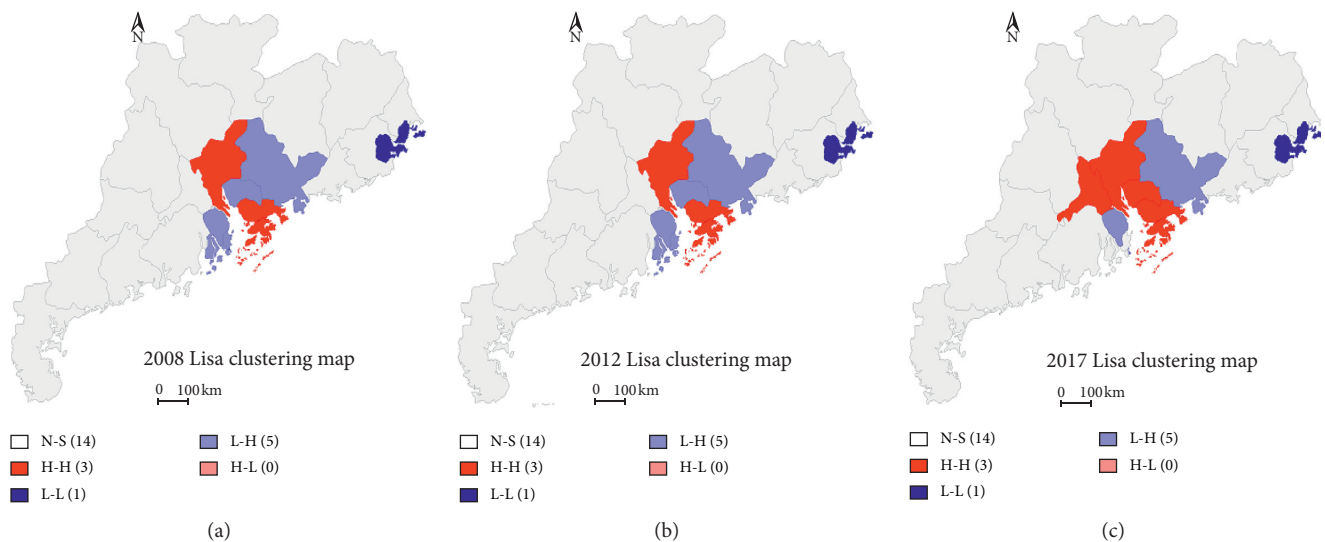 N
2008 Lisa clustering map
0 100 km
N-S (14)
L-H (5)
H-H (3)
H-L (0)
L-L (1)
(a)
N
2012 Lisa clustering map
0 100 km
N-S (14)
L-H (5)
H-H (3)
H-L (0)
L-L (1)
(b)
N
2017 Lisa clustering map
0 100 km
N-S (14)
L-H (5)
H-H (3)
H-L (0)
L-L (1)
(c)